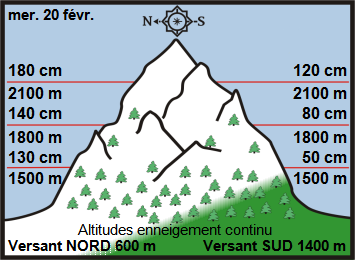 mer. 20 févr.
N S
180 cm 120 cm
2100 m 2100 m
140 cm 80 cm
1800 m 1800 m
130 cm 50 cm
1500 m 1500 m
Altitudes enneigement continu
Versant NORD 600 m Versant SUD 1400 m